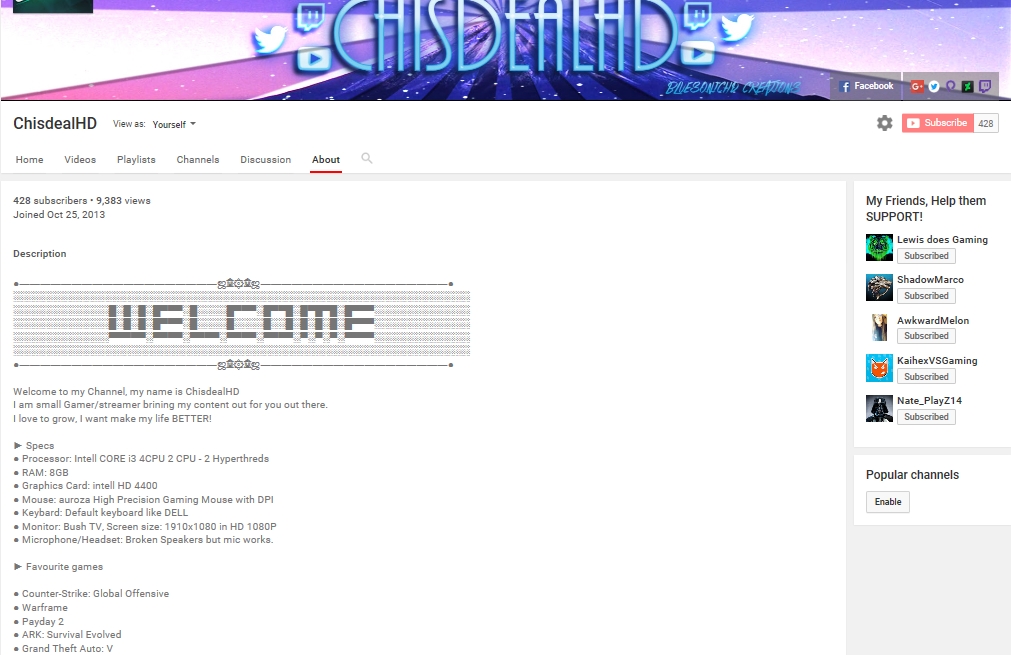 CHISDEALHD
BLUESONICHD CREATIONS
Facebook
ChisdealHD
View as: Yourself
Subscribe 428
Home Videos Playlists Channels Discussion About
428 subscribers • 9,383 views
Joined Oct 25, 2013
Description
WELCOME
Welcome to my Channel, my name is ChisdealHD
I am small Gamer/streamer brining my content out for you out there.
I love to grow, I want make my life BETTER!
► Specs
● Processor: Intell CORE i3 4CPU 2 CPU - 2 Hyperthreds
● RAM: 8GB
● Graphics Card: intell HD 4400
● Mouse: auroza High Precision Gaming Mouse with DPI
● Keybard: Default keyboard like DELL
● Monitor: Bush TV, Screen size: 1910x1080 in HD 1080P
● Microphone/Headset: Broken Speakers but mic works.
► Favourite games
● Counter-Strike: Global Offensive
● Warframe
● Payday 2
● ARK: Survival Evolved
● Grand Theft Auto: V
My Friends, Help them
SUPPORT!
Lewis does Gaming
Subscribed
ShadowMarco
Subscribed
AwkwardMelon
Subscribed
KaihexVSGaming
Subscribed
Nate_PlayZ14
Subscribed
Popular channels
Enable